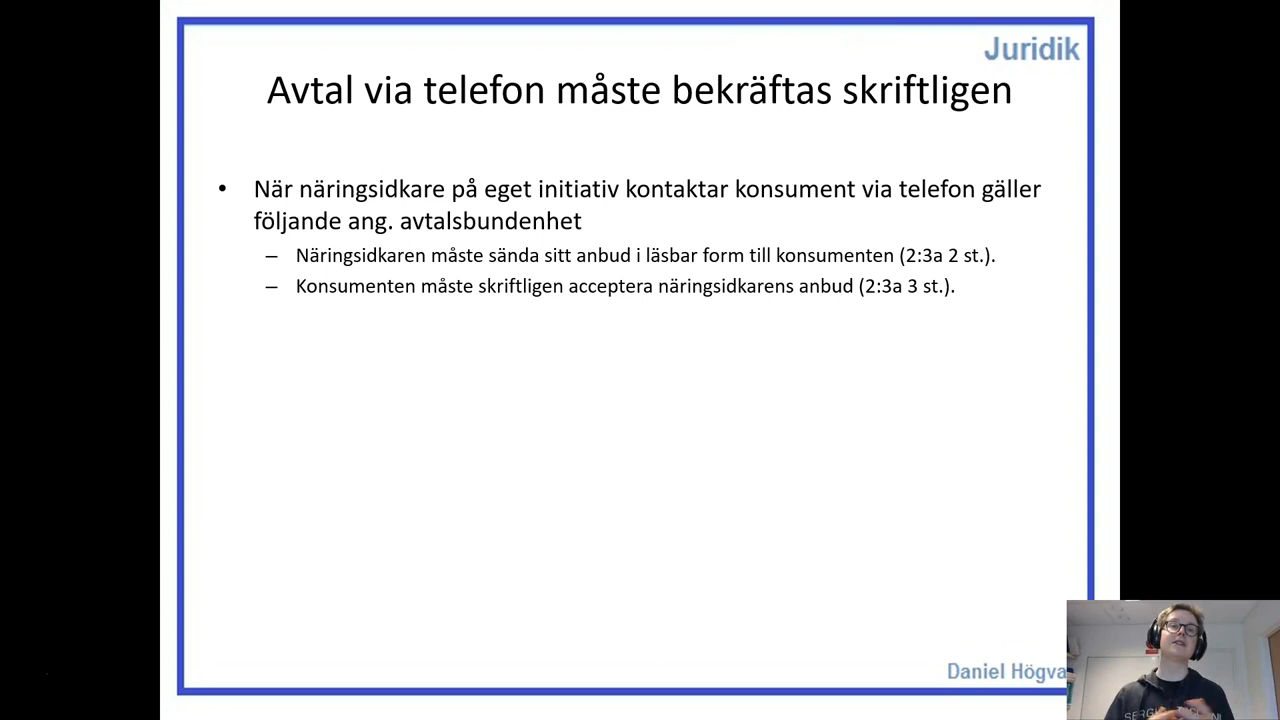 Juridik
Avtal via telefon måste bekräftas skriftligen
• När näringsidkare på eget initiativ kontaktar konsument via telefon gäller
följande ang. avtalsbundenhet
– Näringsidkaren måste sända sitt anbud i läsbar form till konsumenten (2:3a 2 st.).
– Konsumenten måste skriftligen acceptera näringsidkarens anbud (2:3a 3 st.).
Daniel Högva